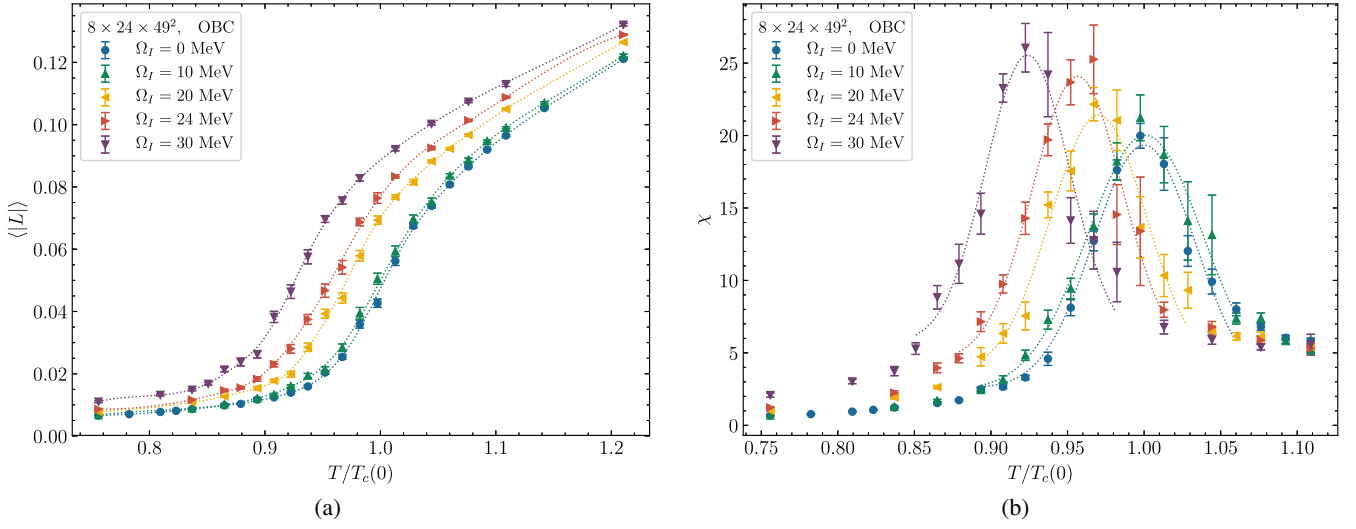 8 × 24 × 49², OBC
Ω_I = 0 MeV
Ω_I = 10 MeV
Ω_I = 20 MeV
Ω_I = 24 MeV
Ω_I = 30 MeV
0.12
0.10
0.08
0.06
0.04
0.02
0.00
⟨|L|⟩
0.8 0.9 1.0 1.1 1.2
T/T_c(0)
(a)
8 × 24 × 49², OBC
Ω_I = 0 MeV
Ω_I = 10 MeV
Ω_I = 20 MeV
Ω_I = 24 MeV
Ω_I = 30 MeV
25
20
15
10
5
0
χ
0.75 0.80 0.85 0.90 0.95 1.00 1.05 1.10
T/T_c(0)
(b)